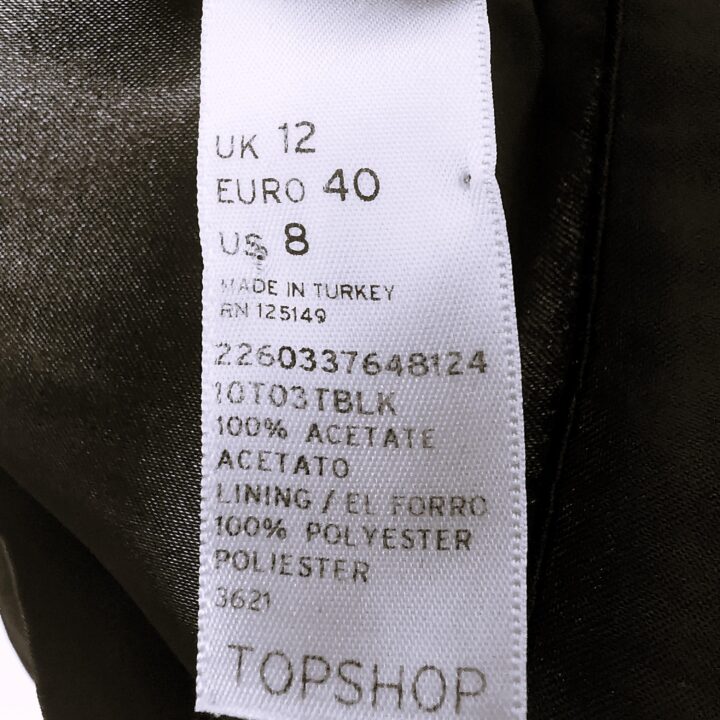 UK 12
EURO 40
US 8
MADE IN TURKEY
RN 125149
2260337648124
10T03TBLK
100% ACETATE
ACETATO
LINING / EL FORRO
100% POLYESTER
POLIESTER
3621
TOPSHOP